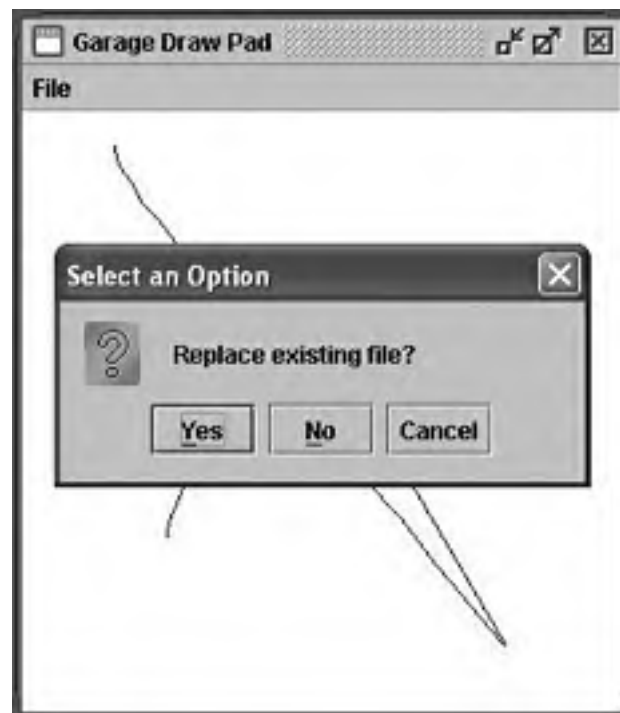 Garage Draw Pad
File
Select an Option
Replace existing file?
Yes No Cancel